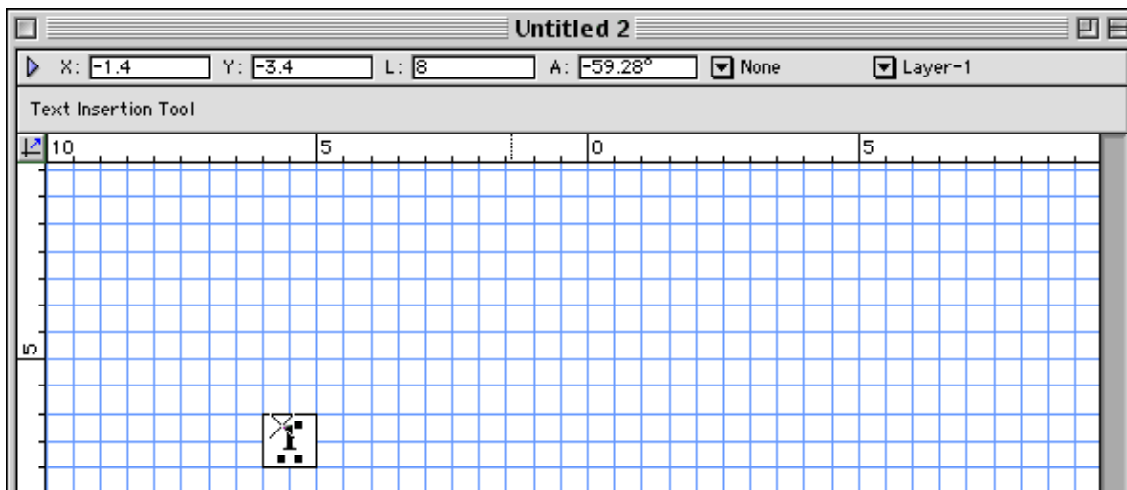 Untitled 2
X: -1.4 Y: -3.4 L: 8 A: -59.28° None Layer-1
Text Insertion Tool
10 5 0 5
5
1